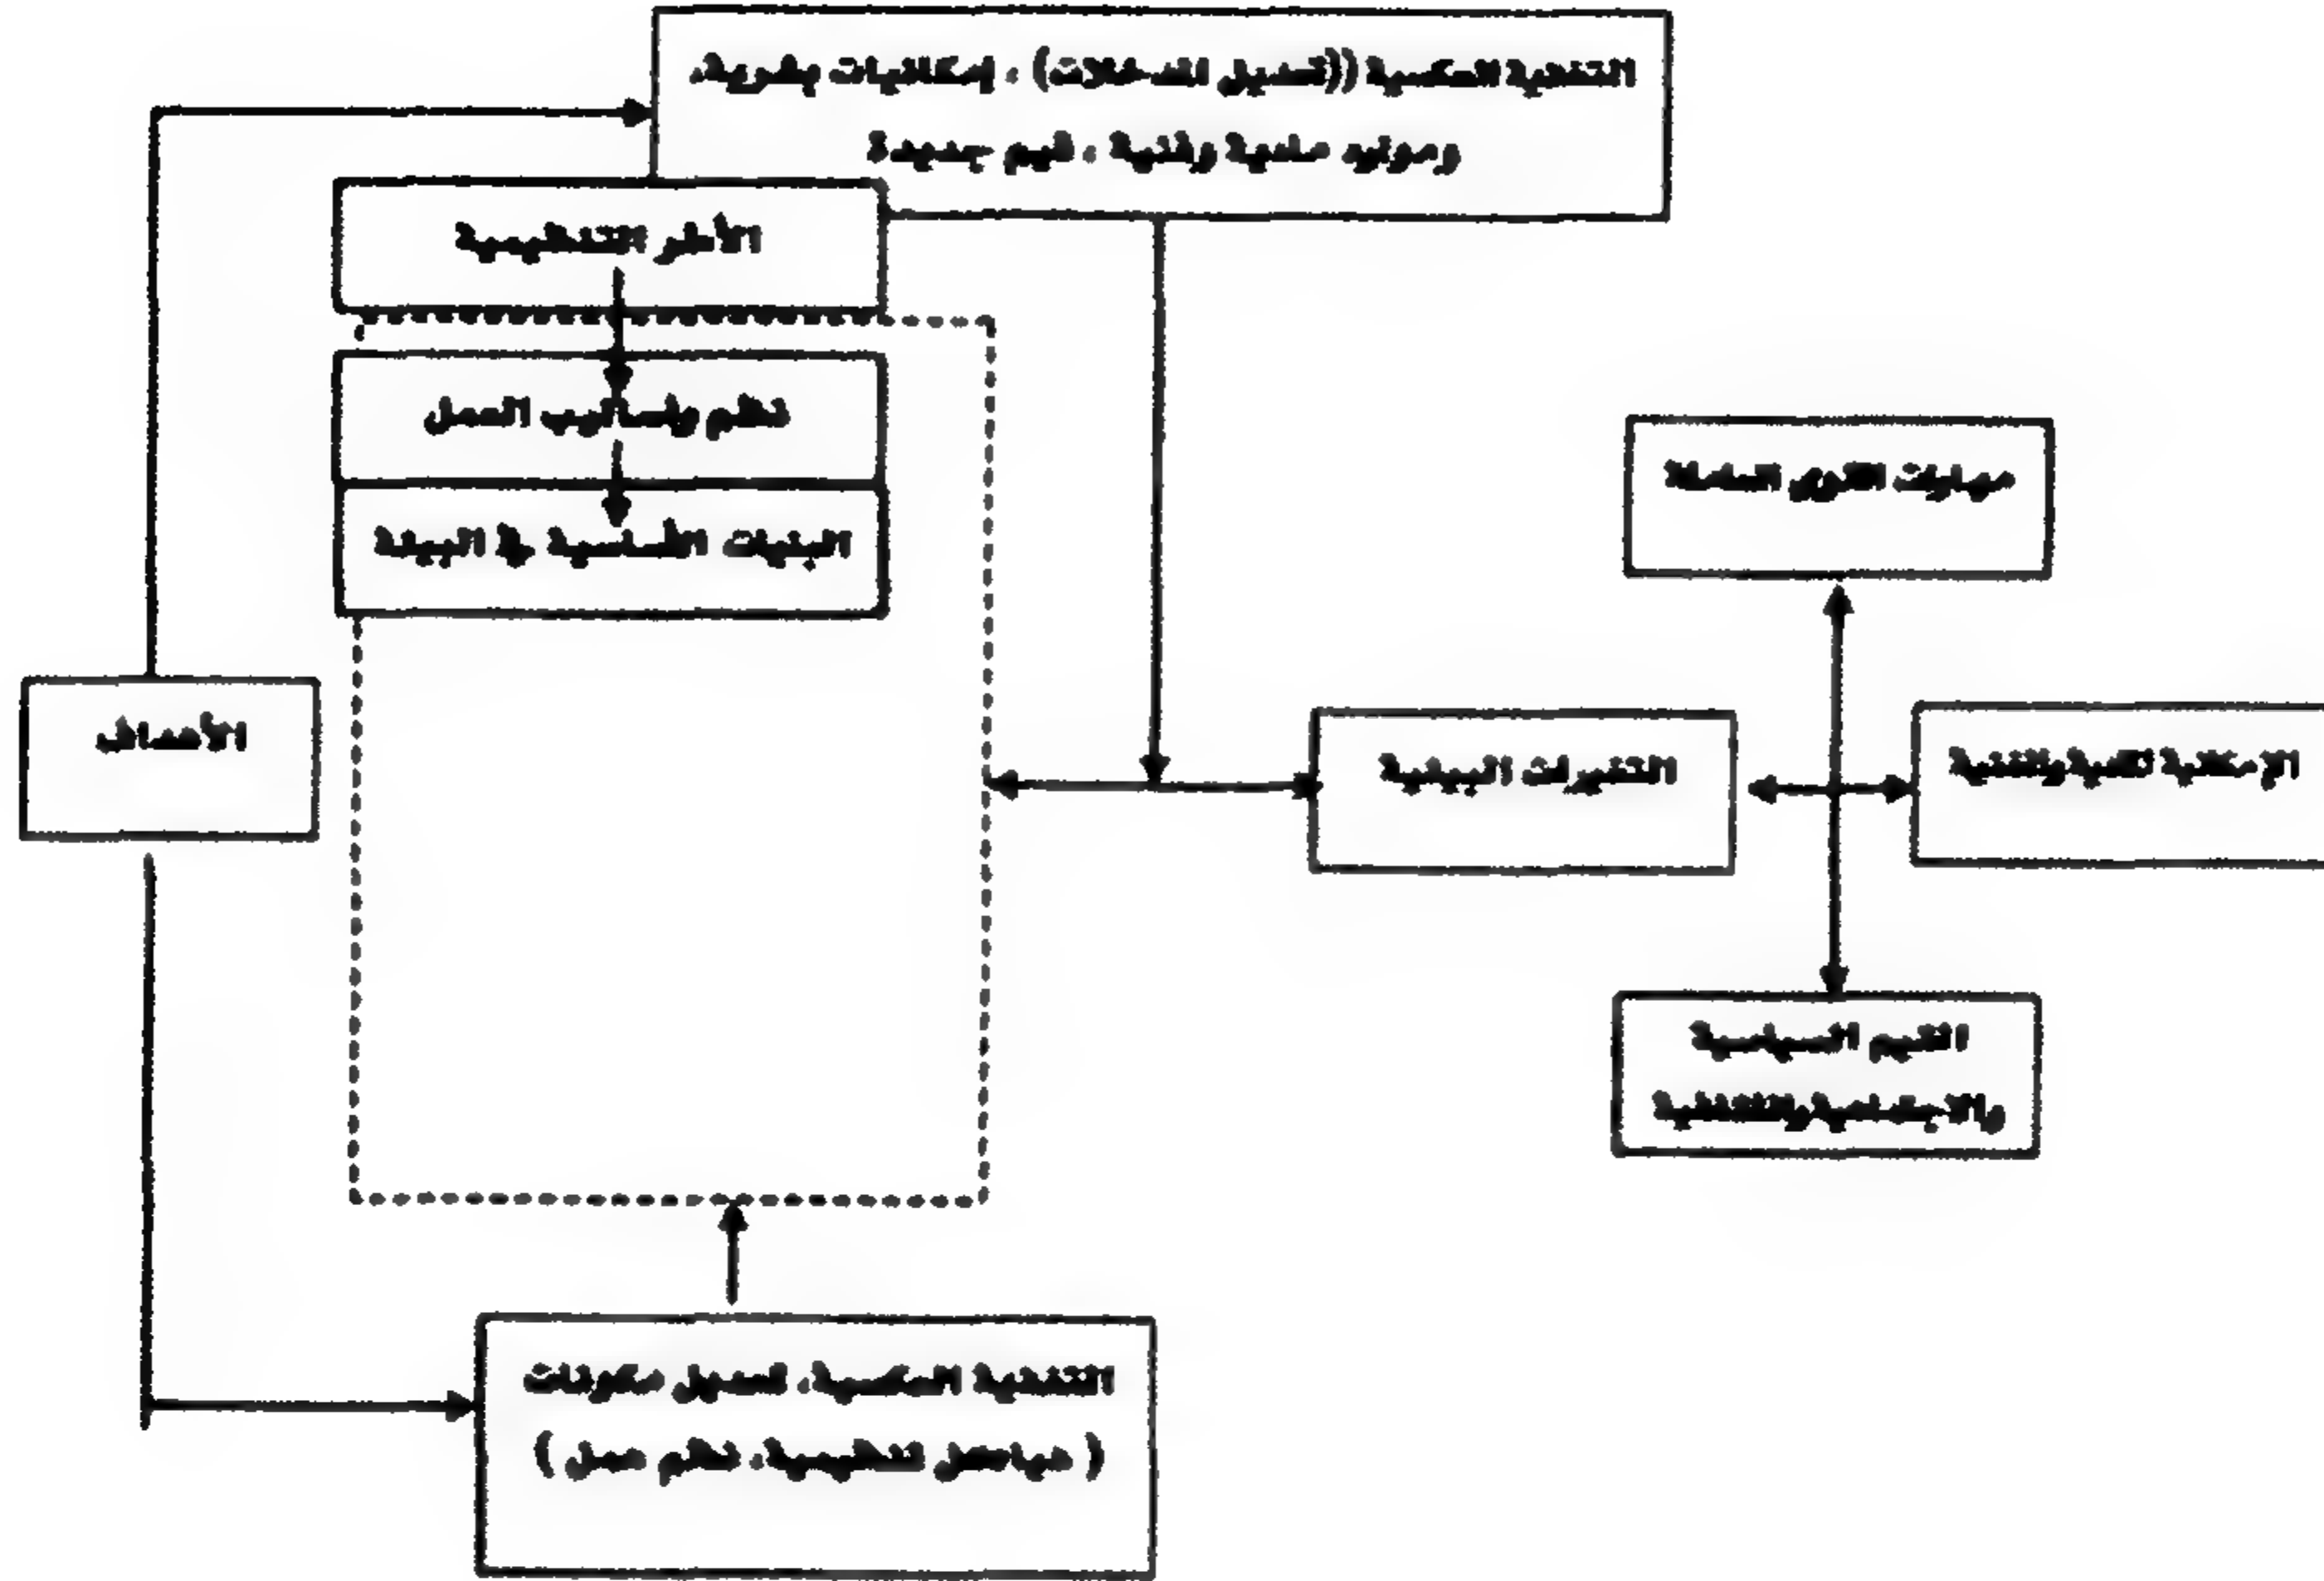 التغذية العكسية ((تعديل المدخلات) ، إمكانيات بشرية،
وموارد مادية وفنية ، قيم جديدة
الأطر التنظيمية
نظم وأساليب العمل
البنيات الأساسية في البيئة
مهارات القوى العاملة
الأهداف
التغيرات البيئية
الإمكانية المادية والفنية
القيم السياسية
والاجتماعية والثقافية
التغذية العكسية، تعديل مكونات
( هياكل تنظيمية، نظم عمل )